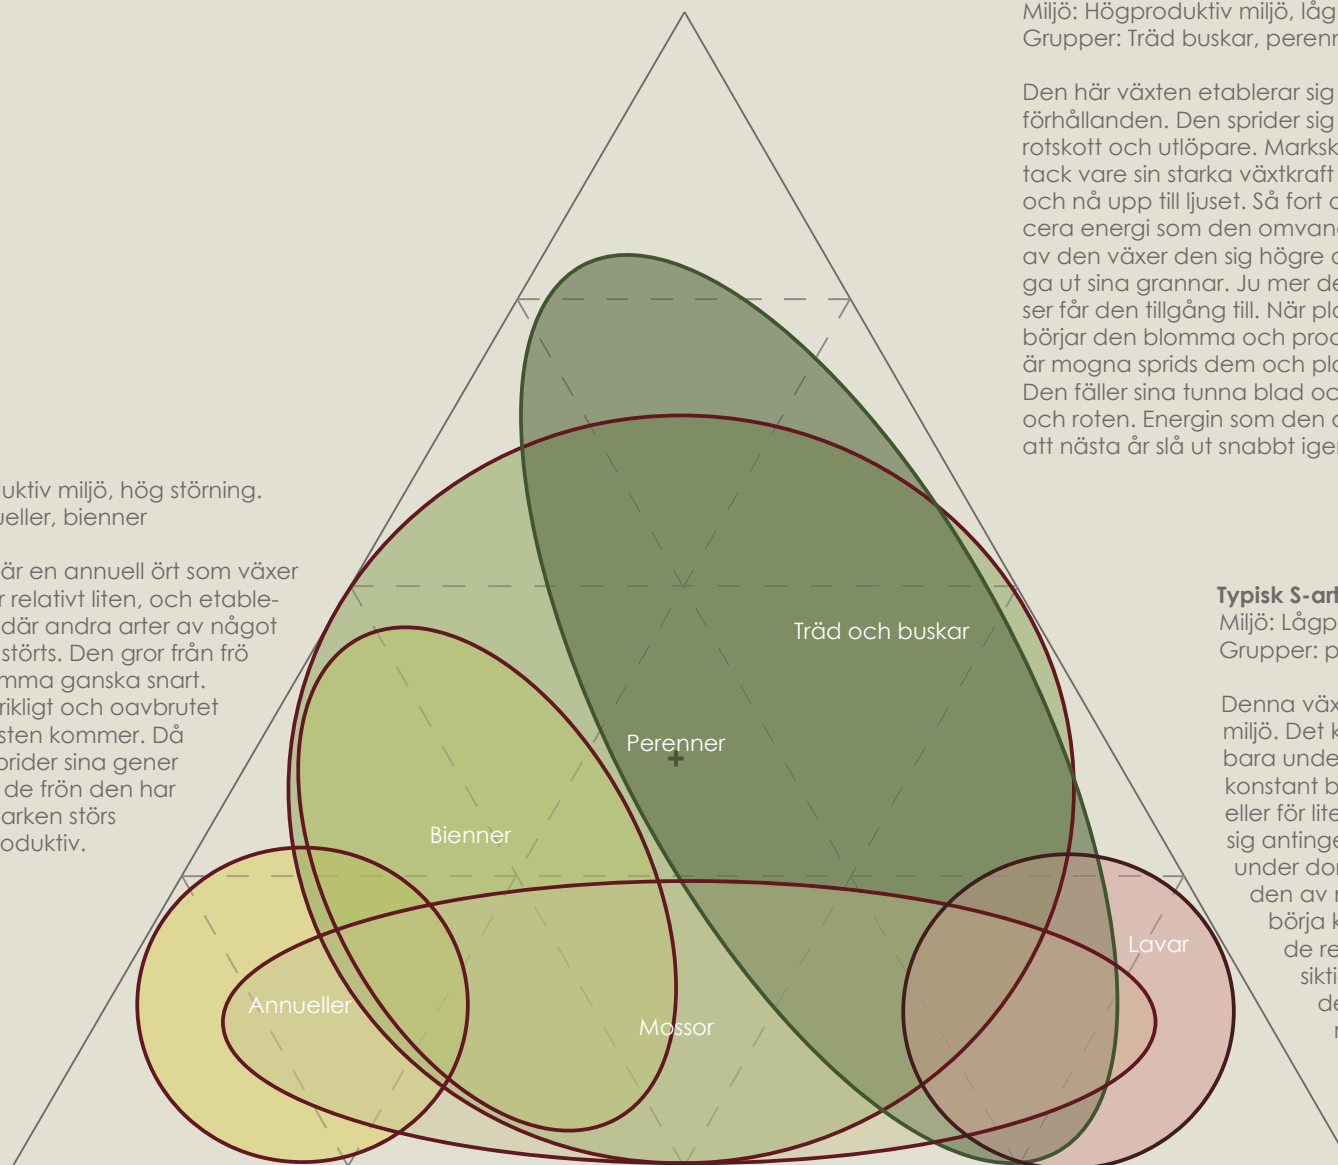 Miljö: Högproduktiv miljö, låg
Grupper: Träd buskar, perenn
Den här växten etablerar sig
förhållanden. Den sprider sig
rotskott och utlöpare. Marksk
tack vare sin starka växtkraft
och nå upp till ljuset. Så fort
cera energi som den omvan
av den växer den sig högre
ga ut sina grannar. Ju mer de
ser får den tillgång till. När pl
börjar den blomma och prod
är mogna sprids dem och pl
Den fäller sina tunna blad oc
och roten. Energin som den
att nästa år slå ut snabbt iger
uktiv miljö, hög störning.
ueller, bienner
är en annuell ört som växer
r relativt liten, och etable-
där andra arter av något
störts. Den gror från frö
mma ganska snart.
rikligt och oavbrutet
sten kommer. Då
prider sina gener
de frön den har
arken störs
oduktiv.
Typisk S-art
Miljö: Lågp
Grupper: p
Denna väx
miljö. Det k
bara unde
konstant b
eller för lite
sig antinge
under dor
den av r
börja k
de re
sikti
de
Träd och buskar
Perenner
Bienner
Lavar
Annueller
Mossor